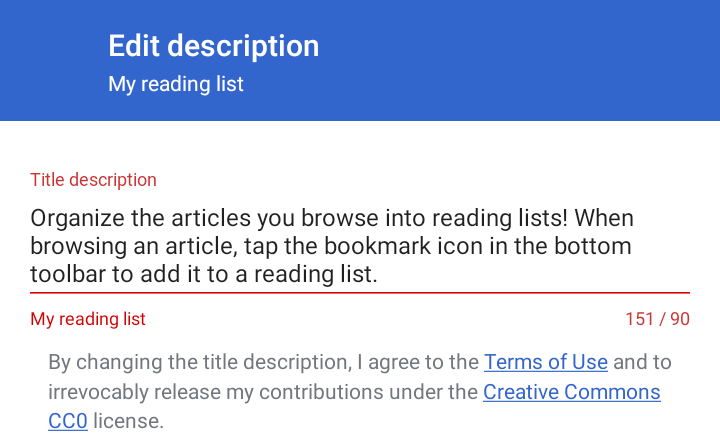 Edit description
My reading list
Title description
Organize the articles you browse into reading lists! When
browsing an article, tap the bookmark icon in the bottom
toolbar to add it to a reading list.
My reading list
151 / 90
By changing the title description, I agree to the Terms of Use and to
irrevocably release my contributions under the Creative Commons
CC0 license.